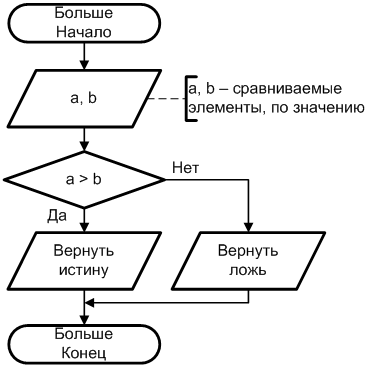 Больше
Начало
a, b
a, b – сравниваемые
элементы, по значению
a > b
Нет
Да
Вернуть
истину
Вернуть
ложь
Больше
Конец